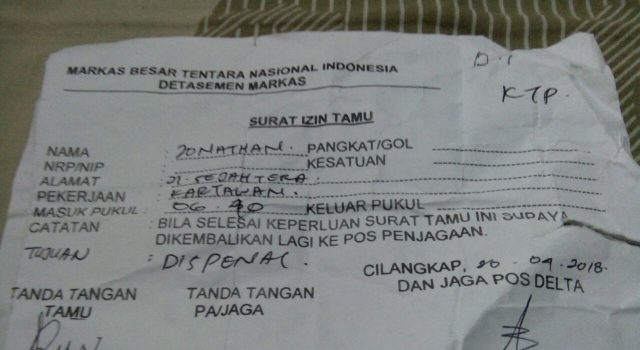 D.1
MARKAS BESAR TENTARA NASIONAL INDONESIA
DETASEMEN MARKAS
KTP.
SURAT IZIN TAMU
NAMA : JONATHAN. PANGKAT/GOL
NRP/NIP : KESATUAN
ALAMAT : Jl. SEJAHTERA
PEKERJAAN : KARYAWAN.
MASUK PUKUL : 06.40 KELUAR PUKUL
CATATAN : BILA SELESAI KEPERLUAN SURAT TAMU INI SUPAYA
DIKEMBALIKAN LAGI KE POS PENJAGAAN.
TUJUAN : DISPENAL.
CILANGKAP, 20 - 04 - 2018.
DAN JAGA POS DELTA
TANDA TANGAN TANDA TANGAN
TAMU PA/JAGA